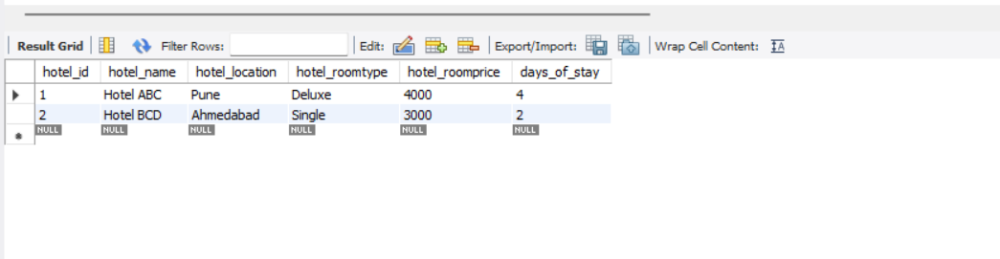 Result Grid Filter Rows: Edit: Export/Import: Wrap Cell Content: IA
hotel_id hotel_name hotel_location hotel_roomtype hotel_roomprice days_of_stay
1 Hotel ABC Pune Deluxe 4000 4
2 Hotel BCD Ahmedabad Single 3000 2
NULL NULL NULL NULL NULL NULL